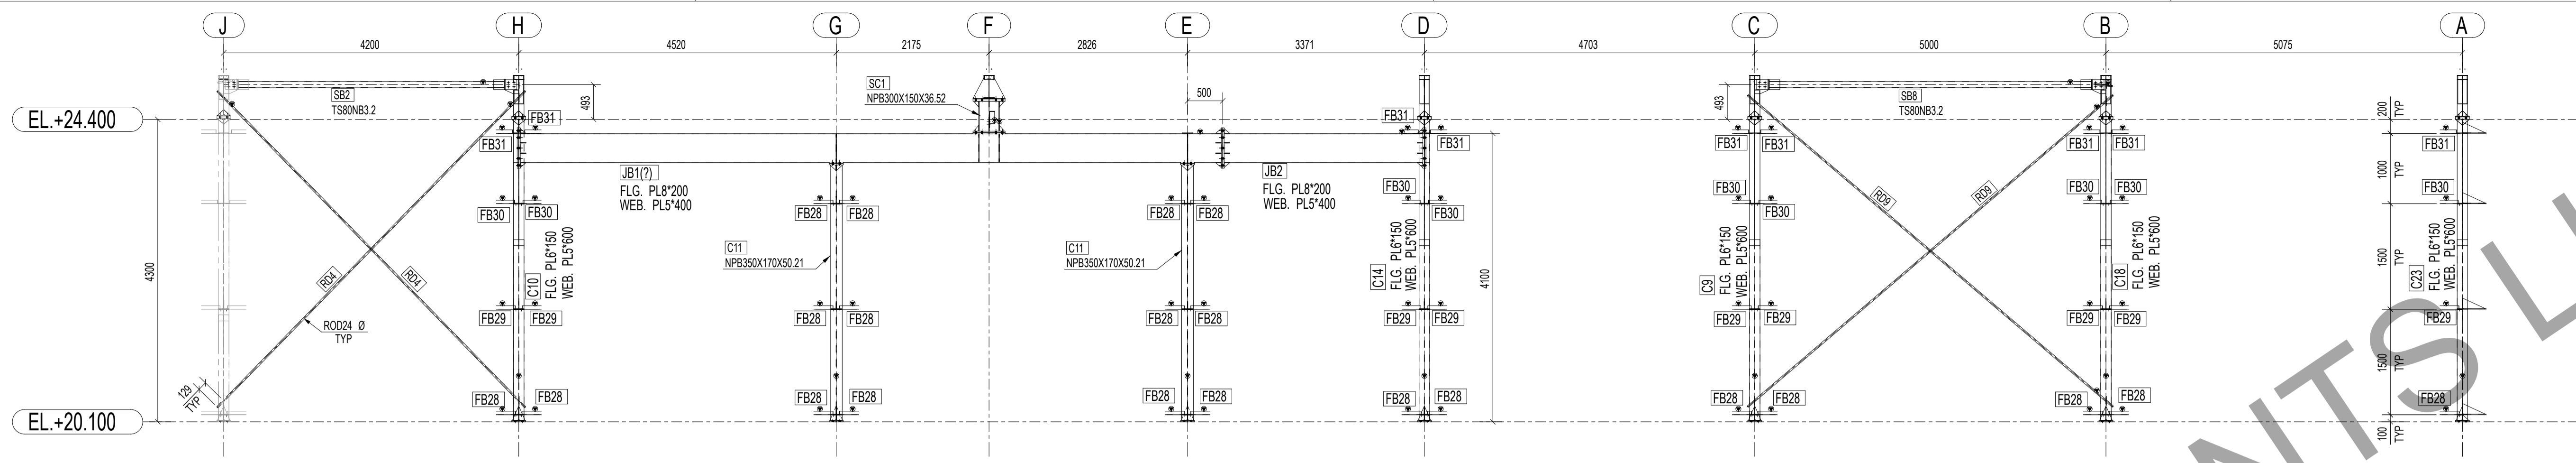 J
H
G
F
E
D
C
B
A
4200
4520
2175
2826
3371
4703
5000
5075
EL.+24.400
EL.+20.100
4300
SB2
TS80NB3.2
493
FB31
FB31
RD4
RD4
ROD24 Ø
TYP
129
TYP
FB30
FB30
C10
FLG. PL6*150
WEB. PL5*600
FB29
FB29
FB28
FB28
JB1(?)
FLG. PL8*200
WEB. PL5*400
SC1
NPB300X150X36.52
500
FB28
FB28
C11
NPB350X170X50.21
FB28
FB28
FB28
FB28
FB28
FB28
C11
NPB350X170X50.21
FB28
FB28
FB28
FB28
JB2
FLG. PL8*200
WEB. PL5*400
FB31
FB31
FB30
FB30
C14
FLG. PL6*150
WEB. PL5*600
FB29
FB29
FB28
FB28
4100
493
SB8
TS80NB3.2
FB31
FB31
FB30
FB30
C9
FLG. PL6*150
WEB. PL5*600
FB29
FB29
FB28
FB28
RD9
RD9
FB31
FB31
FB30
FB30
C18
FLG. PL6*150
WEB. PL5*600
FB29
FB29
FB28
FB28
200
TYP
1000
TYP
1500
TYP
1500
TYP
100
TYP
FB31
FB30
C23
FLG. PL6*150
WEB. PL5*600
FB29
FB28
NTS L